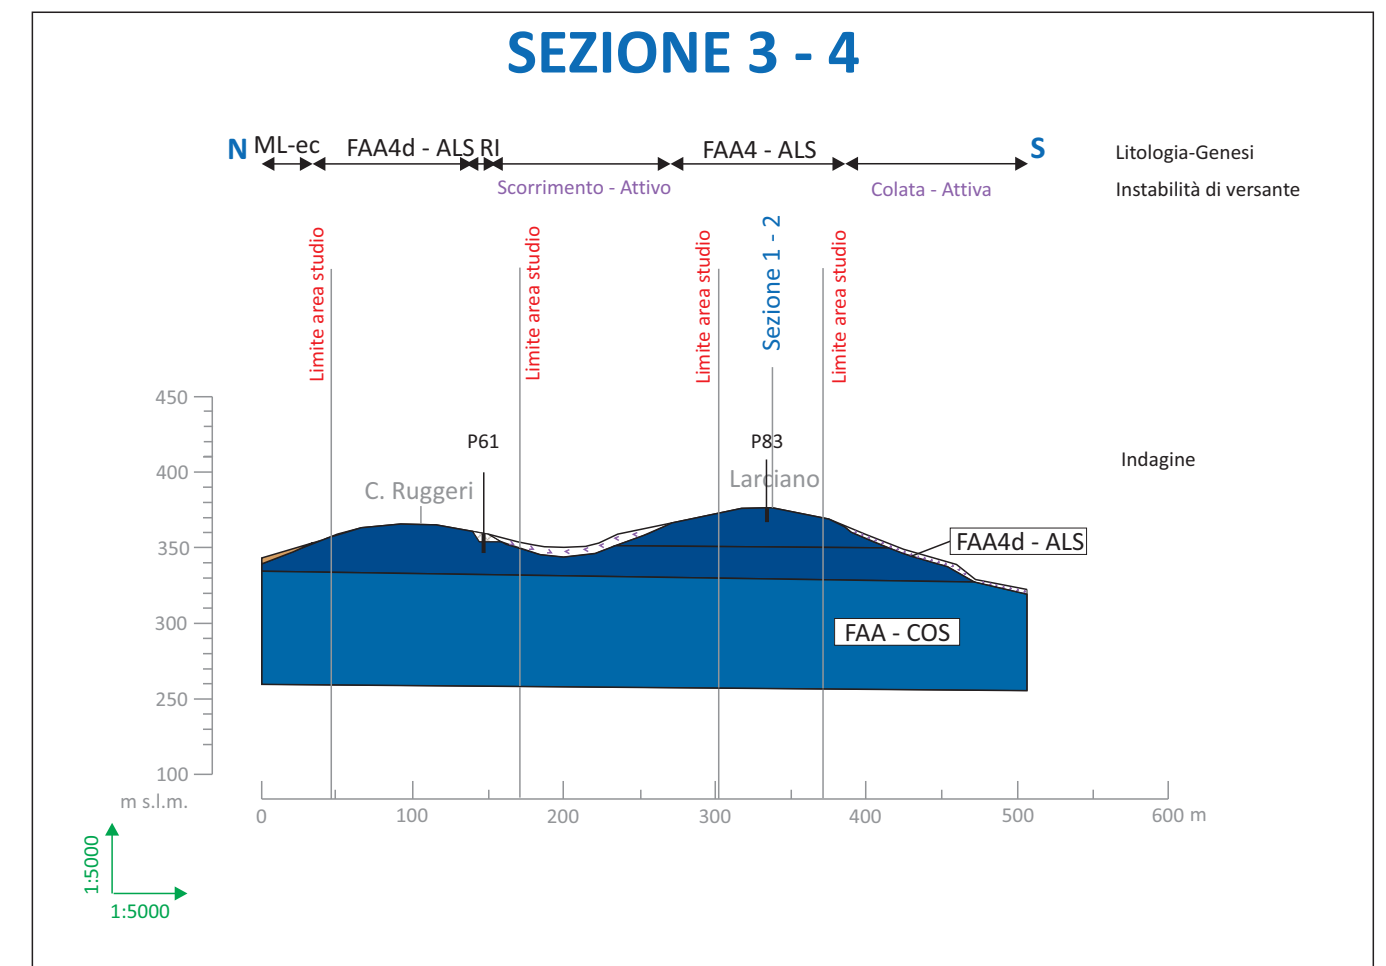 SEZIONE 3 - 4
N ML-ec FAA4d - ALS RI FAA4 - ALS S Litologia-Genesi
Scorrimento - Attivo Colata - Attiva Instabilità di versante
Limite area studio
Limite area studio
Limite area studio
Sezione 1 - 2
Limite area studio
450
P61 P83
Indagine
400
Larciano
C. Ruggeri
350
FAA4d - ALS
300
FAA - COS
250
100
m s.l.m.
0 100 200 300 400 500 600 m
1:5000
1:5000